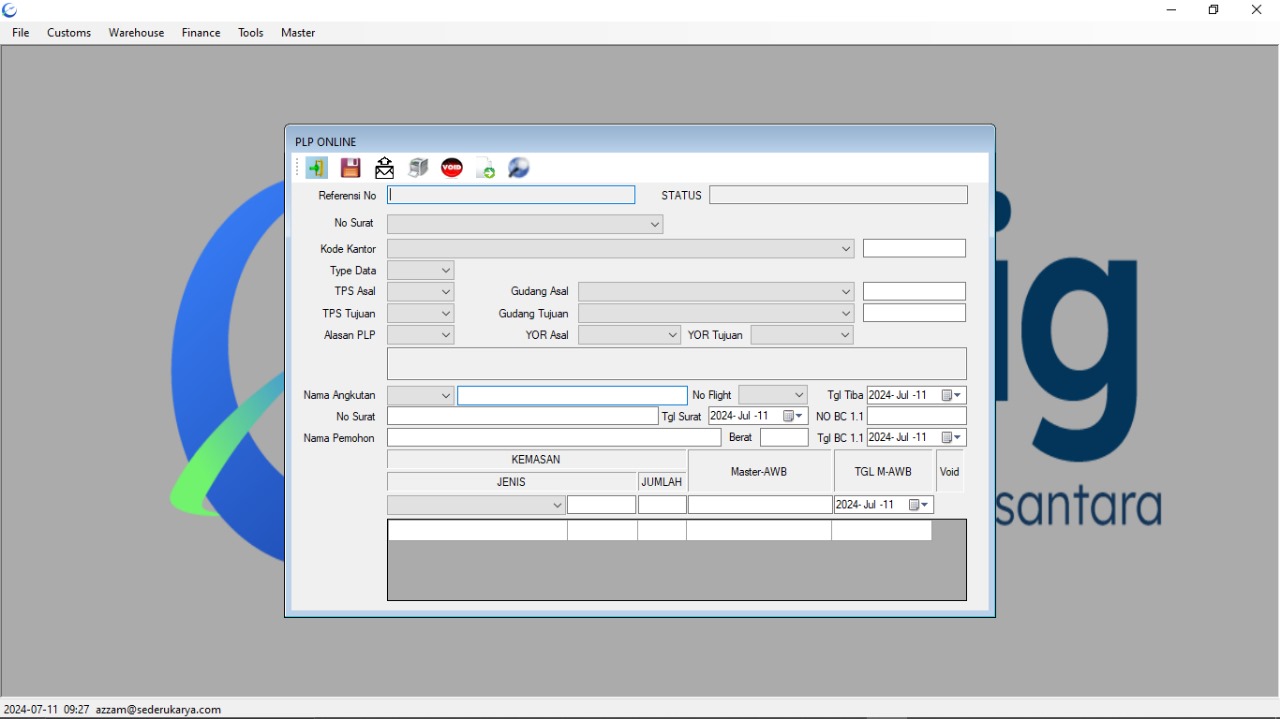 File Customs Warehouse Finance Tools Master
PLP ONLINE
VOID
Referensi No STATUS
No Surat
Kode Kantor
Type Data
TPS Asal Gudang Asal
TPS Tujuan Gudang Tujuan
Alasan PLP YOR Asal YOR Tujuan
Nama Angkutan No Flight Tgl Tiba 2024- Jul -11
No Surat Tgl Surat 2024- Jul -11 NO BC 1.1
Nama Pemohon Berat Tgl BC 1.1 2024- Jul -11
KEMASAN Master-AWB TGL M-AWB Void
JENIS JUMLAH
2024- Jul -11
ig
santara
2024-07-11 09:27 azzam@sederukarya.com